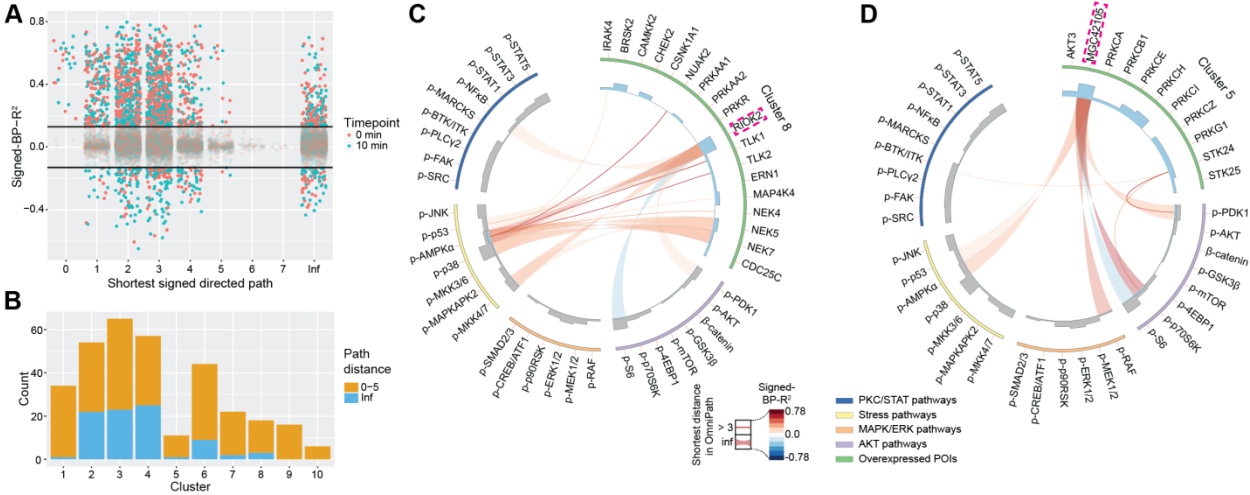 A
Signed-BP-R²
0.8
0.4
0.0
−0.4
0
1
2
3
4
5
6
7
Inf
Shortest signed directed path
Timepoint
0 min
10 min
B
Count
60
40
20
0
1
2
3
4
5
6
7
8
9
10
Cluster
Path
distance
0-5
Inf
C
p-STAT5
p-STAT3
p-STAT1
p-NFκB
p-MARCKS
p-BTK/ITK
p-PLCγ2
p-FAK
p-SRC
p-JNK
p-p53
p-AMPKα
p-p38
p-MKK3/6
p-MAPKAPK2
p-MKK4/7
p-SMAD2/3
p-CREB/ATF1
p-p90RSK
p-ERK1/2
p-MEK1/2
p-RAF
p-S6
p-p70S6K
p-4EBP1
p-mTOR
p-GSK3β
β-catenin
p-AKT
p-PDK1
IRAK4
BRSK2
CAMKK2
CHEK2
CSNK1A1
NUAK2
PRKAA1
PRKAA2
PRKR
RIOK2
TLK1
TLK2
ERN1
MAP4K4
NEK4
NEK5
NEK7
CDC25C
Cluster 8
D
p-STAT5
p-STAT3
p-STAT1
p-NFκB
p-MARCKS
p-BTK/ITK
p-PLCγ2
p-FAK
p-SRC
p-JNK
p-p53
p-AMPKα
p-p38
p-MKK3/6
p-MAPKAPK2
p-MKK4/7
p-SMAD2/3
p-CREB/ATF1
p-p90RSK
p-ERK1/2
p-MEK1/2
p-RAF
p-S6
p-p70S6K
p-4EBP1
p-mTOR
p-GSK3β
β-catenin
p-AKT
p-PDK1
AKT3
MGC42105
PRKCA
PRKCB1
PRKCE
PRKCH
PRKCI
PRKCZ
PRKG1
STK24
STK25
Cluster 5
Shortest distance
in OmniPath
> 3
inf
Signed-
BP-R²
0.78
0.0
-0.78
PKC/STAT pathways
Stress pathways
MAPK/ERK pathways
AKT pathways
Overexpressed POIs